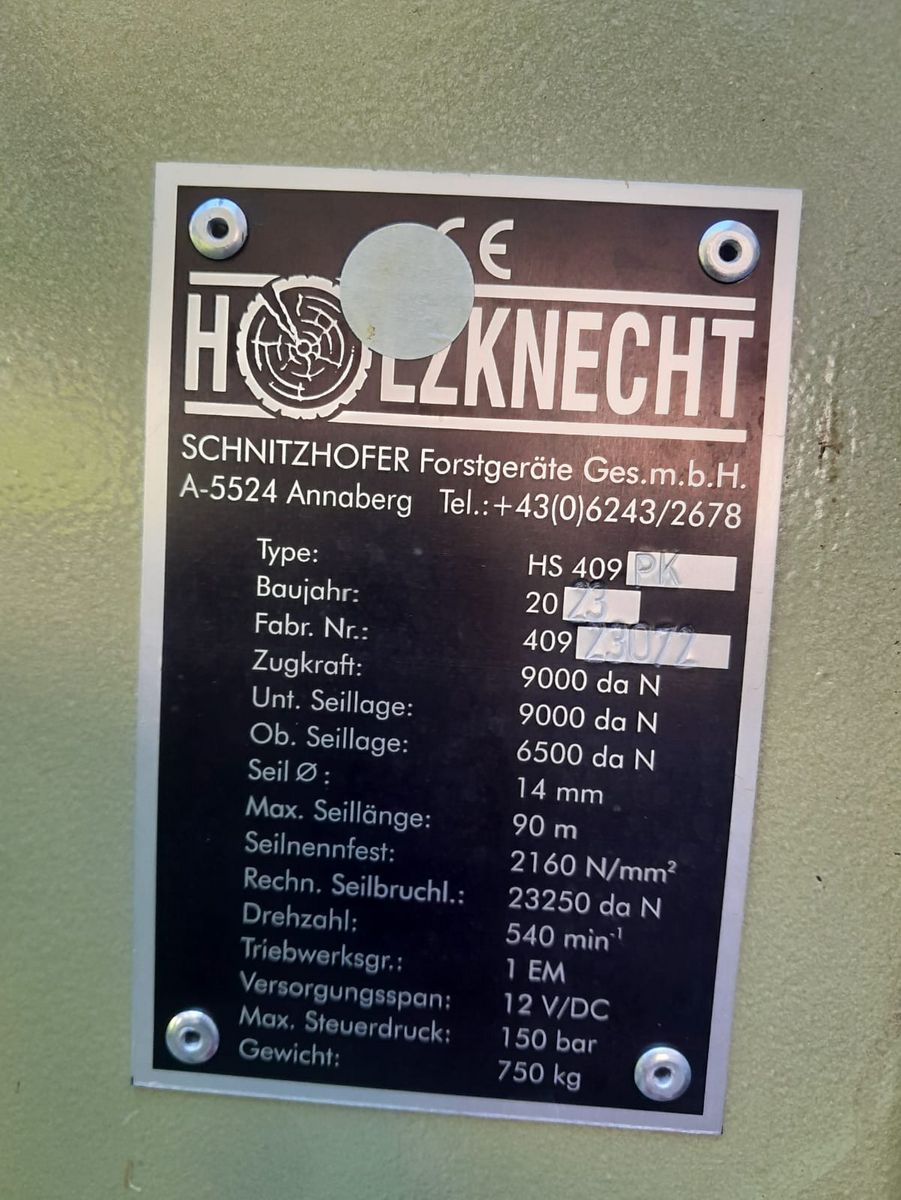 CE
HOLZKNECHT
SCHNITZHOFER Forstgeräte Ges.m.b.H.
A-5524 Annaberg Tel.:+43(0)6243/2678
Type: HS 409 PK
Baujahr: 20 23
Fabr. Nr.: 409 23072
Zugkraft: 9000 da N
Unt. Seillage: 9000 da N
Ob. Seillage: 6500 da N
Seil Ø : 14 mm
Max. Seillänge: 90 m
Seilnennfest: 2160 N/mm²
Rechn. Seilbruchl.: 23250 da N
Drehzahl: 540 min⁻¹
Triebwerksgr.: 1 EM
Versorgungsspan: 12 V/DC
Max. Steuerdruck: 150 bar
Gewicht: 750 kg